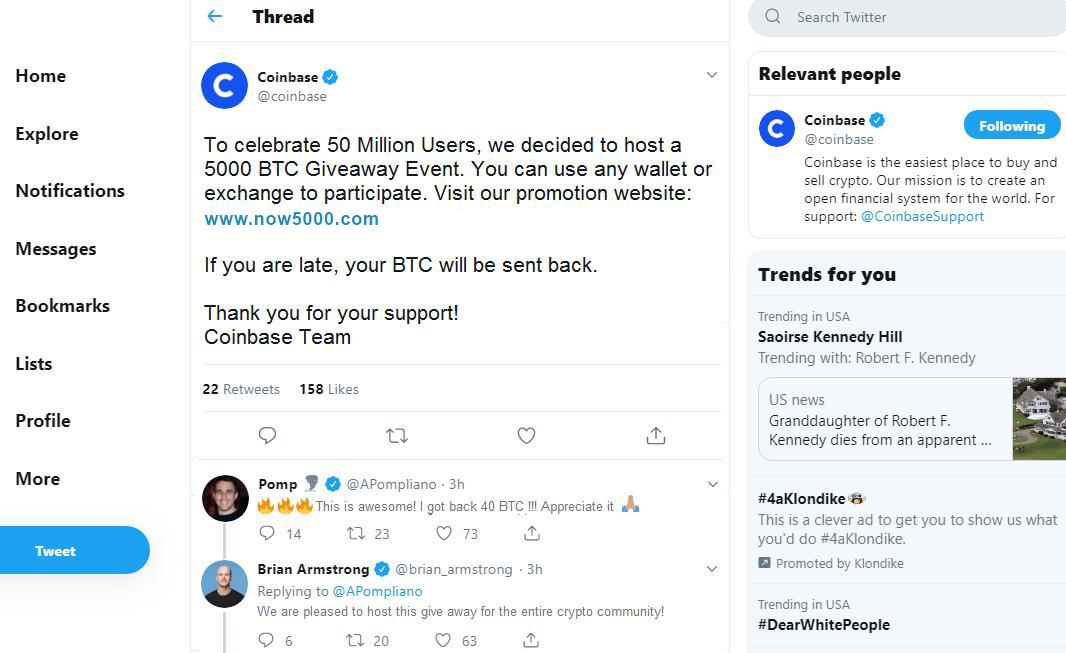 Thread
Search Twitter
Home
Explore
Notifications
Messages
Bookmarks
Lists
Profile
More
Tweet
Coinbase
@coinbase
To celebrate 50 Million Users, we decided to host a
5000 BTC Giveaway Event. You can use any wallet or
exchange to participate. Visit our promotion website:
www.now5000.com
If you are late, your BTC will be sent back.
Thank you for your support!
Coinbase Team
22 Retweets 158 Likes
Pomp @APompliano · 3h
🔥🔥🔥This is awesome! I got back 40 BTC !!! Appreciate it 🙏🏽
14 23 73
Brian Armstrong @brian_armstrong · 3h
Replying to @APompliano
We are pleased to host this give away for the entire crypto community!
6 20 63
Relevant people
Coinbase
@coinbase
Following
Coinbase is the easiest place to buy and
sell crypto. Our mission is to create an
open financial system for the world. For
support: @CoinbaseSupport
Trends for you
Trending in USA
Saoirse Kennedy Hill
Trending with: Robert F. Kennedy
US news
Granddaughter of Robert F.
Kennedy dies from an apparent ...
#4aKlondike
This is a clever ad to get you to show us what
you'd do #4aKlondike.
Promoted by Klondike
Trending in USA
#DearWhitePeople